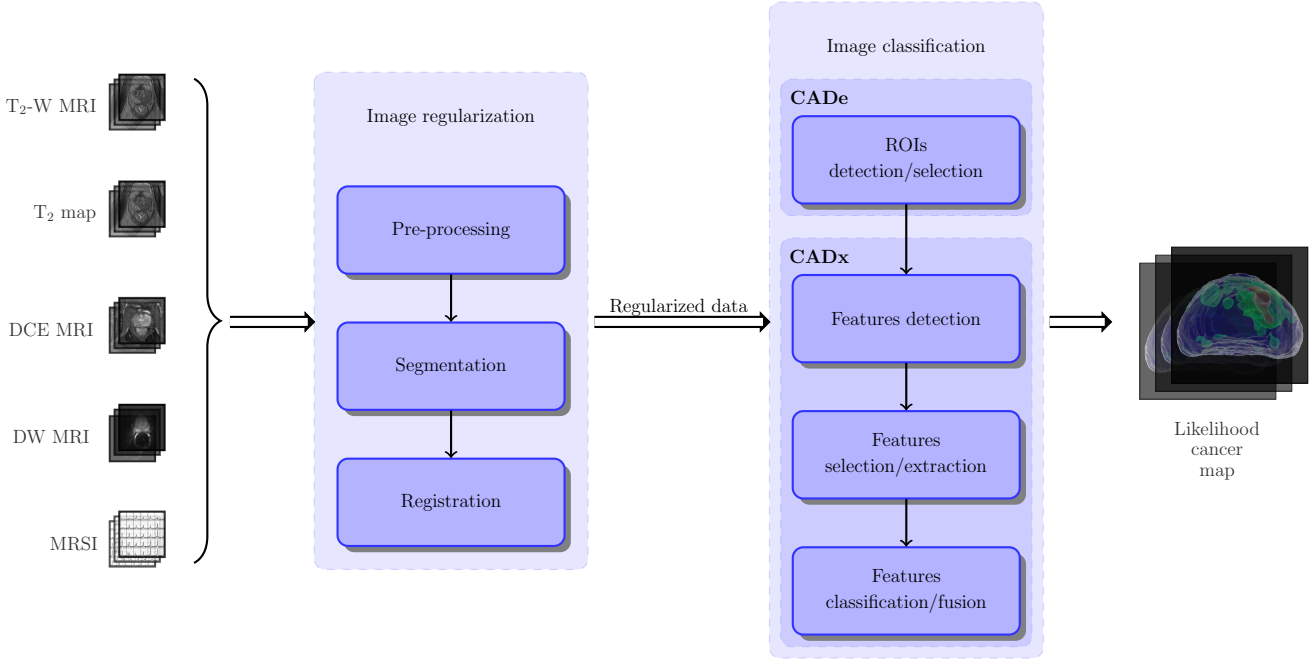 T₂-W MRI
T₂ map
DCE MRI
DW MRI
MRSI
Image regularization
Pre-processing
Segmentation
Registration
Regularized data
Image classification
CADe
ROIs
detection/selection
CADx
Features detection
Features
selection/extraction
Features
classification/fusion
Likelihood
cancer
map